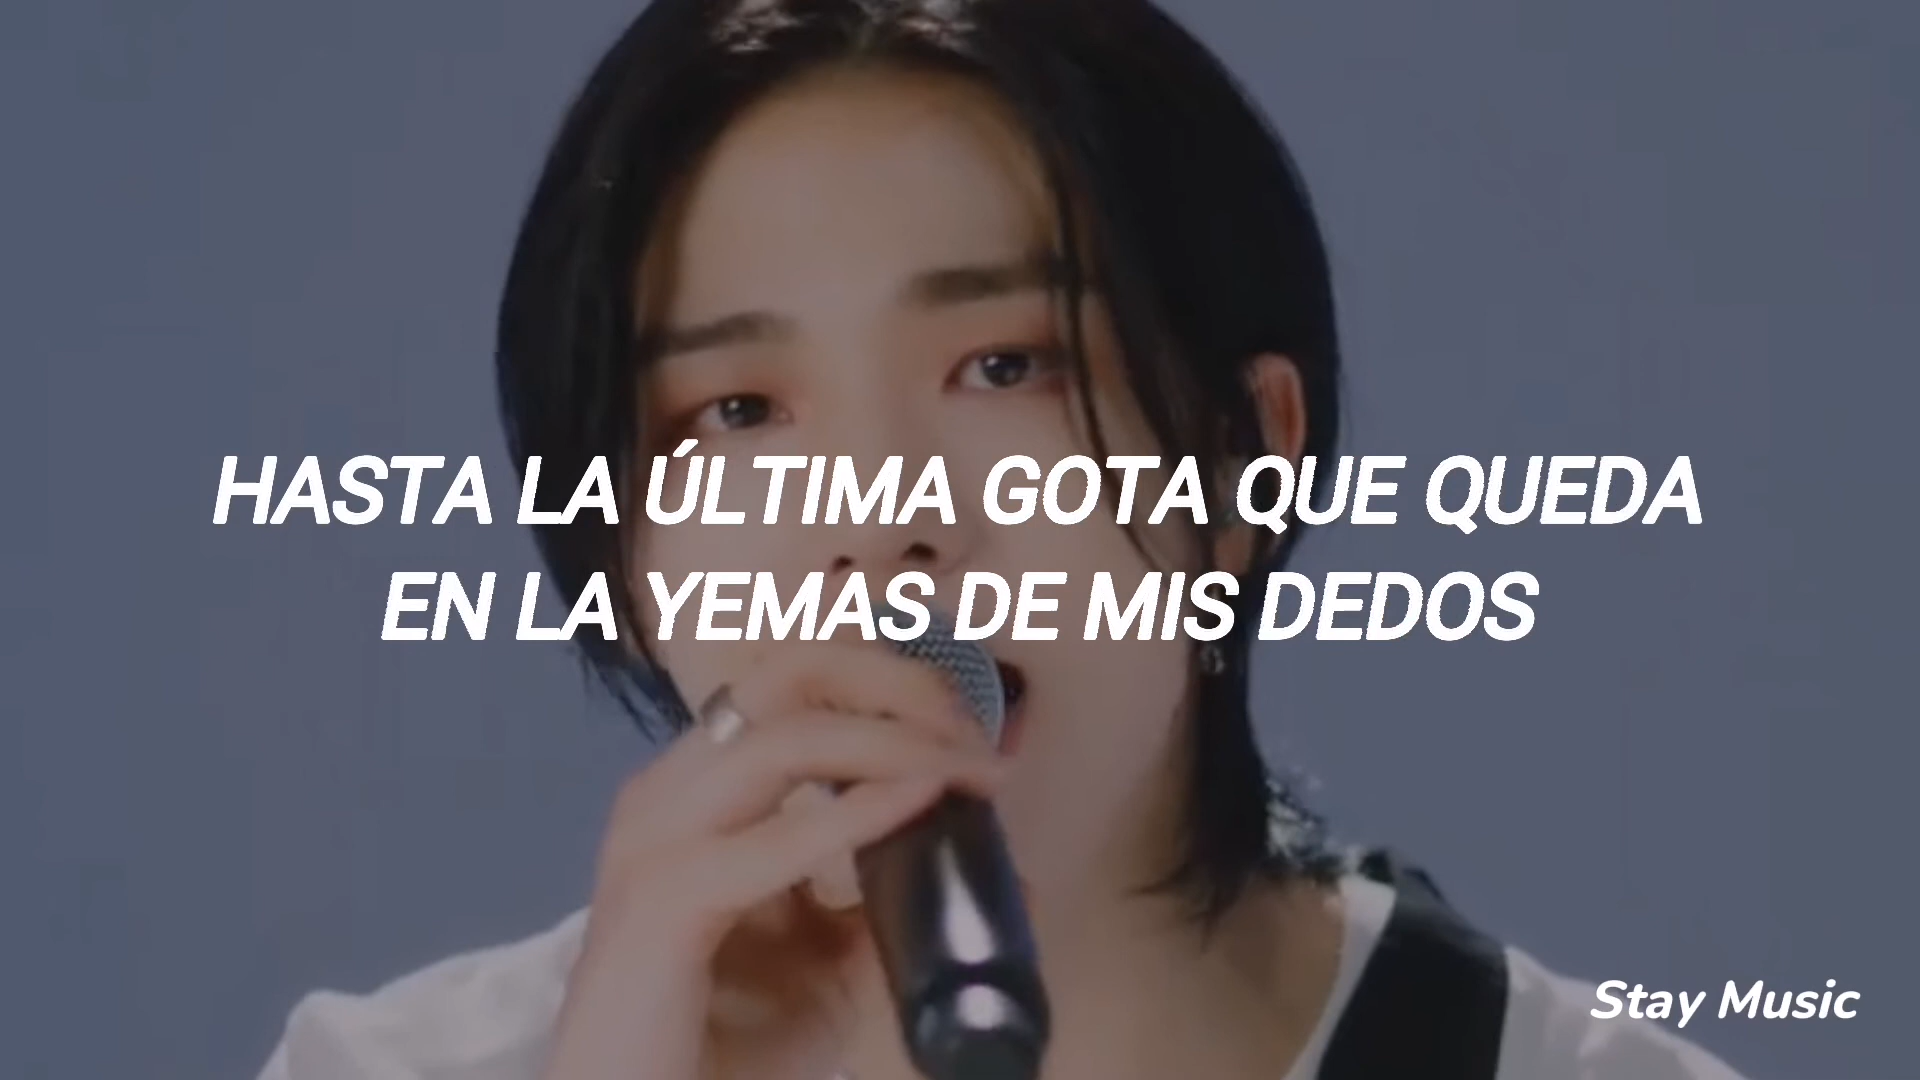 HASTA LA ÚLTIMA GOTA QUE QUEDA
EN LA YEMAS DE MIS DEDOS
Stay Music